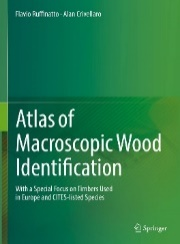 Flavio Ruffinatto · Alan Crivellaro
Atlas of
Macroscopic Wood
Identification
With a Special Focus on Timbers Used
in Europe and CITES-listed Species
Springer